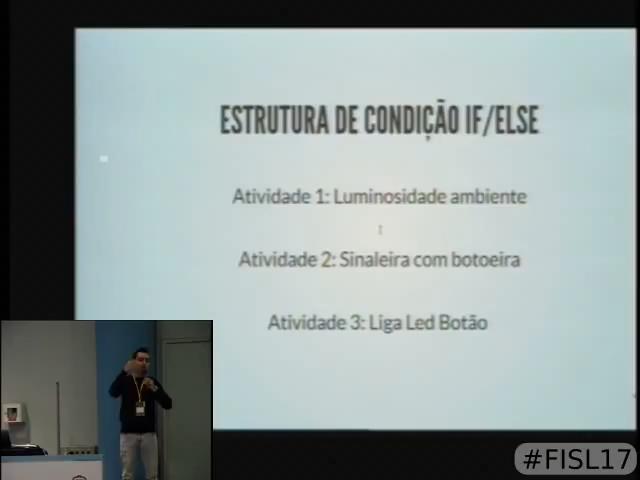 ESTRUTURA DE CONDIÇÃO IF/ELSE
Atividade 1: Luminosidade ambiente
Atividade 2: Sinaleira com botoeira
Atividade 3: Liga Led Botão
#FISL17